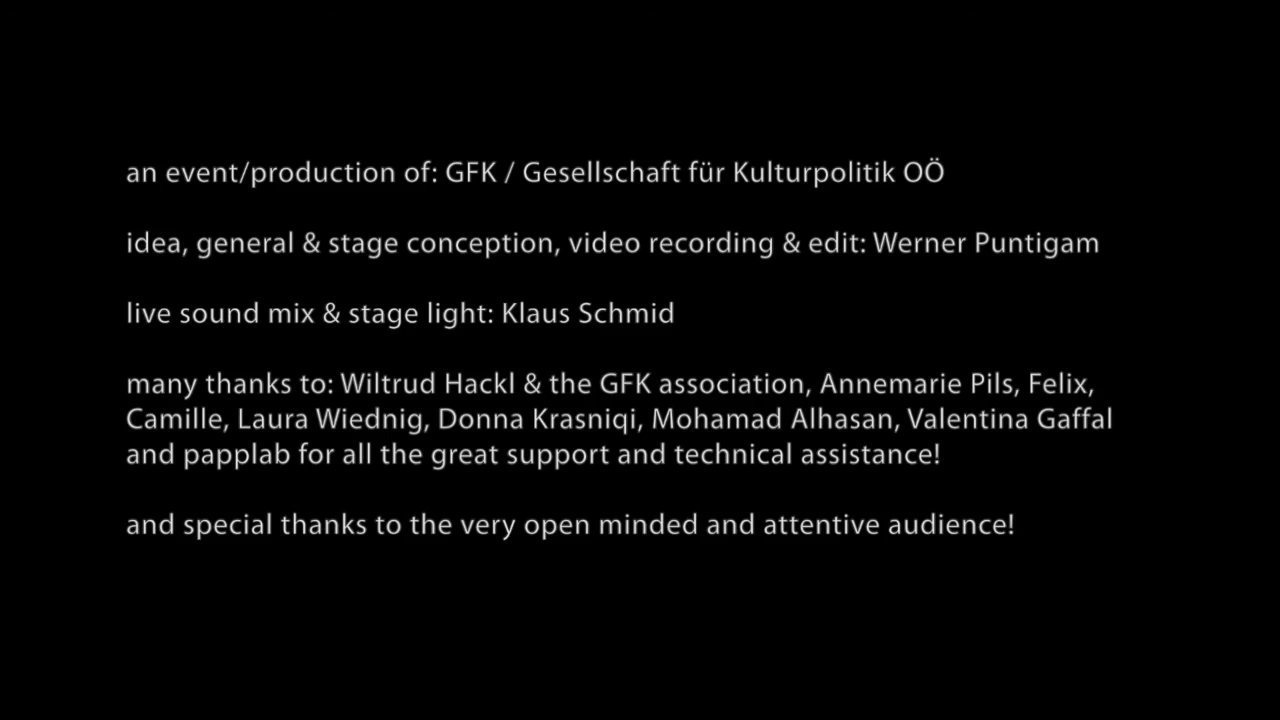 an event/production of: GFK / Gesellschaft für Kulturpolitik OÖ
idea, general & stage conception, video recording & edit: Werner Puntigam
live sound mix & stage light: Klaus Schmid
many thanks to: Wiltrud Hackl & the GFK association, Annemarie Pils, Felix,
Camille, Laura Wiednig, Donna Krasniqi, Mohamad Alhasan, Valentina Gaffal
and papplab for all the great support and technical assistance!
and special thanks to the very open minded and attentive audience!